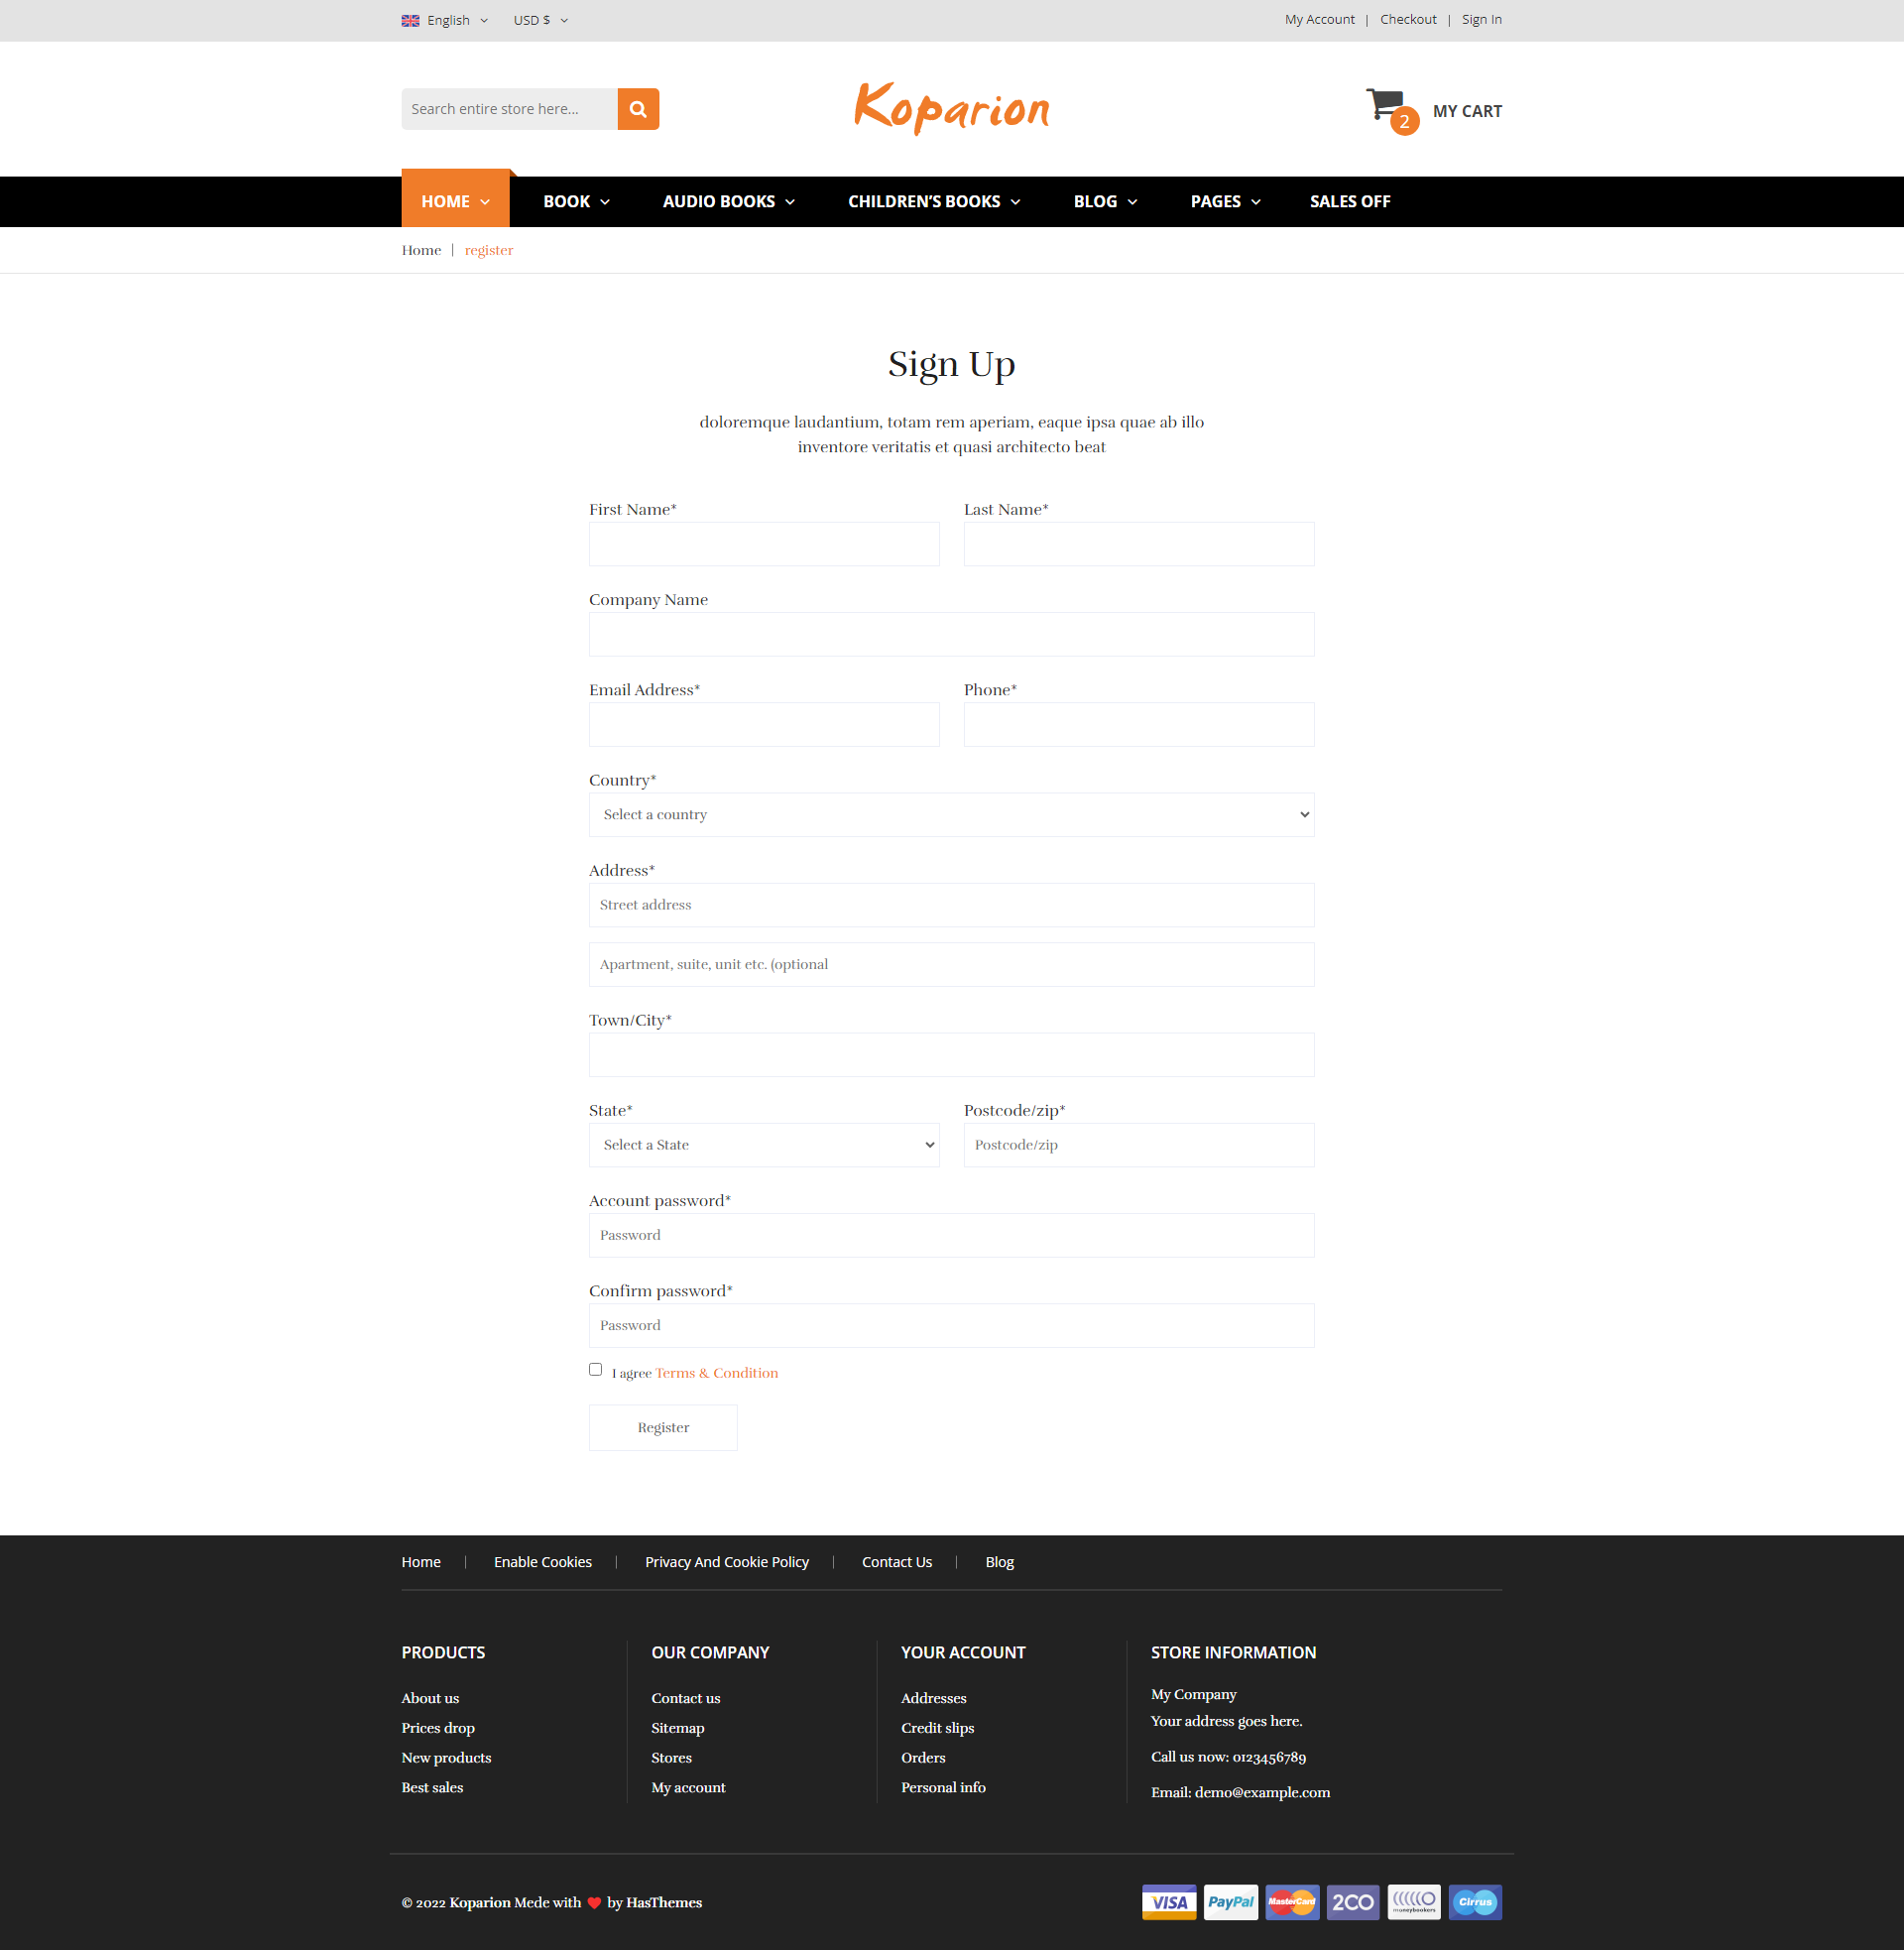 English USD $ My Account | Checkout | Sign In
Search entire store here...
Koparion
2 MY CART
HOME BOOK AUDIO BOOKS CHILDREN'S BOOKS BLOG PAGES SALES OFF
Home | register
Sign Up
doloremque laudantium, totam rem aperiam, eaque ipsa quae ab illo
inventore veritatis et quasi architecto beat
First Name* Last Name*
Company Name
Email Address* Phone*
Country*
Select a country
Address*
Street address
Apartment, suite, unit etc. (optional
Town/City*
State* Postcode/zip*
Select a State Postcode/zip
Account password*
Password
Confirm password*
Password
I agree Terms & Condition
Register
Home | Enable Cookies | Privacy And Cookie Policy | Contact Us | Blog
PRODUCTS
About us
Prices drop
New products
Best sales
OUR COMPANY
Contact us
Sitemap
Stores
My account
YOUR ACCOUNT
Addresses
Credit slips
Orders
Personal info
STORE INFORMATION
My Company
Your address goes here.
Call us now: 0123456789
Email: demo@example.com
© 2022 Koparion Mede with by HasThemes
VISA PayPal MasterCard 2CO moneybookers Cirrus